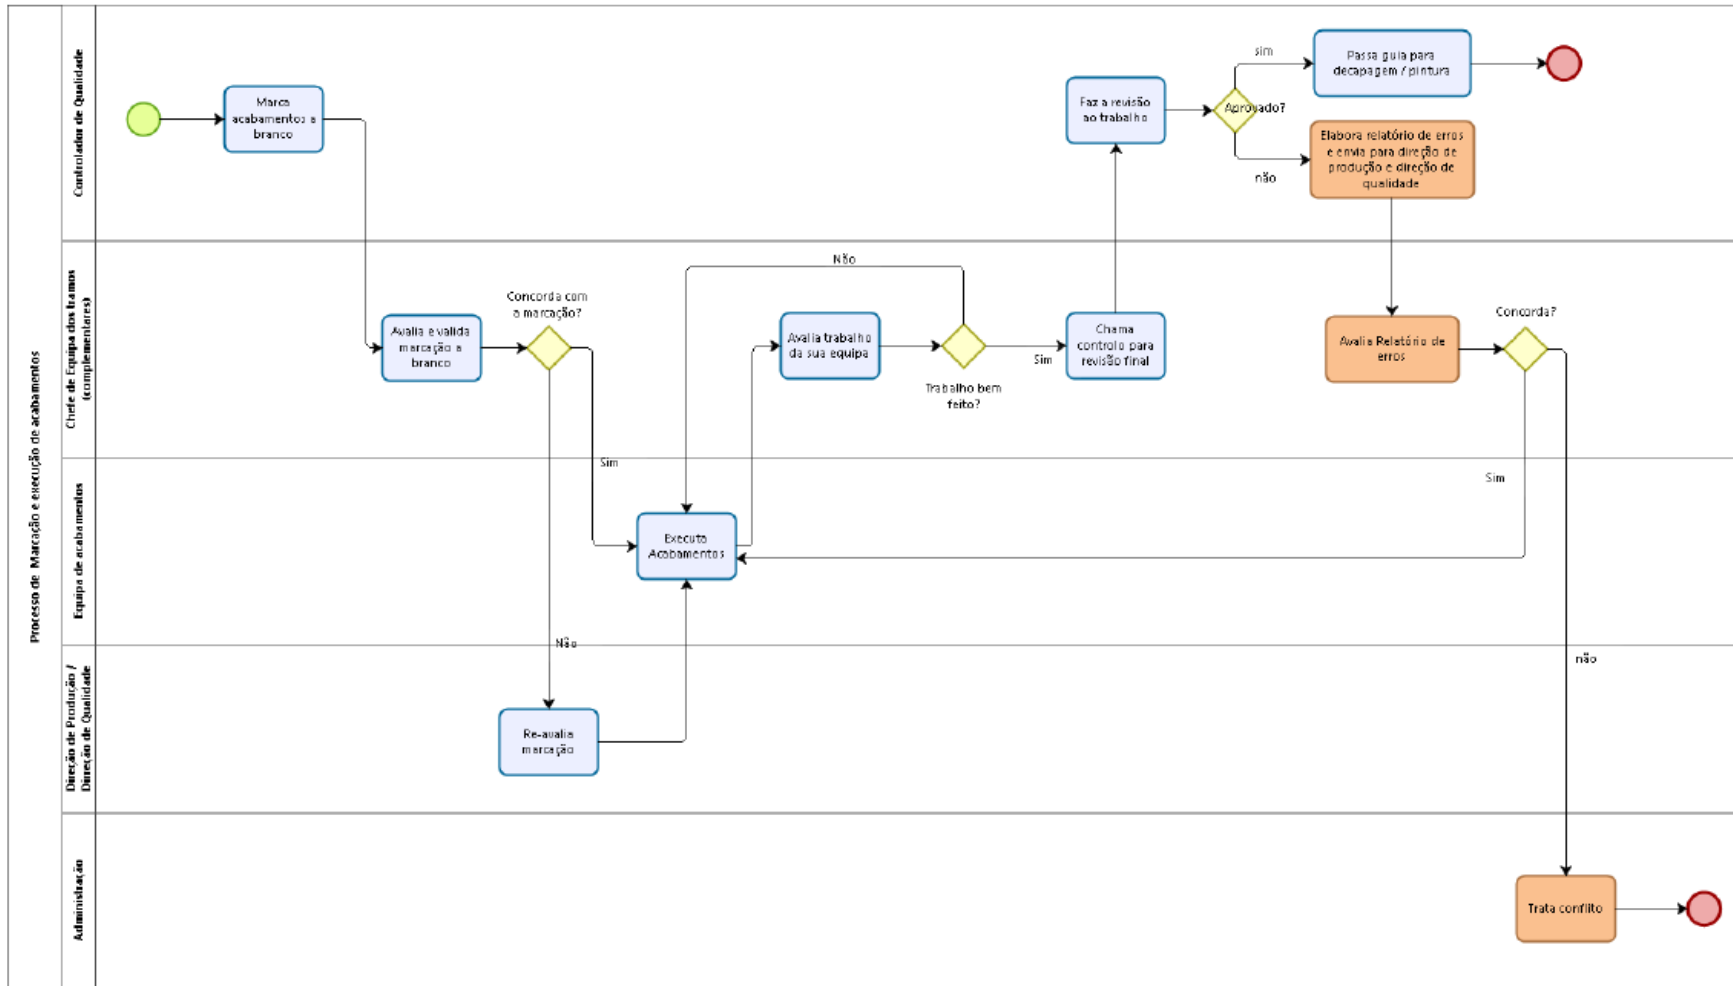 Processo de Marcação e execução de acabamentos
Controlador de Qualidade
Marca
acabamentos a
branco
Faz a revisão
ao trabalho
Aprovado?
sim
não
Passa guia para
decapagem / pintura
Elabora relatório de erros
e envia para direção de
produção e direção de
qualidade
Chefe de Equipa dos tramos
(complementares)
Avalia e valida
marcação a
branco
Concorda com
a marcação?
Não
Avalia trabalho
da sua equipa
Trabalho bem
feito?
Sim
Chama
controlo para
revisão final
Avalia Relatório de
erros
Concorda?
Equipa de acabamentos
Sim
Executa
Acabamentos
Sim
Não
Direção de Produção /
Direção de Qualidade
Re-avalia
marcação
não
Administração
Trata conflito